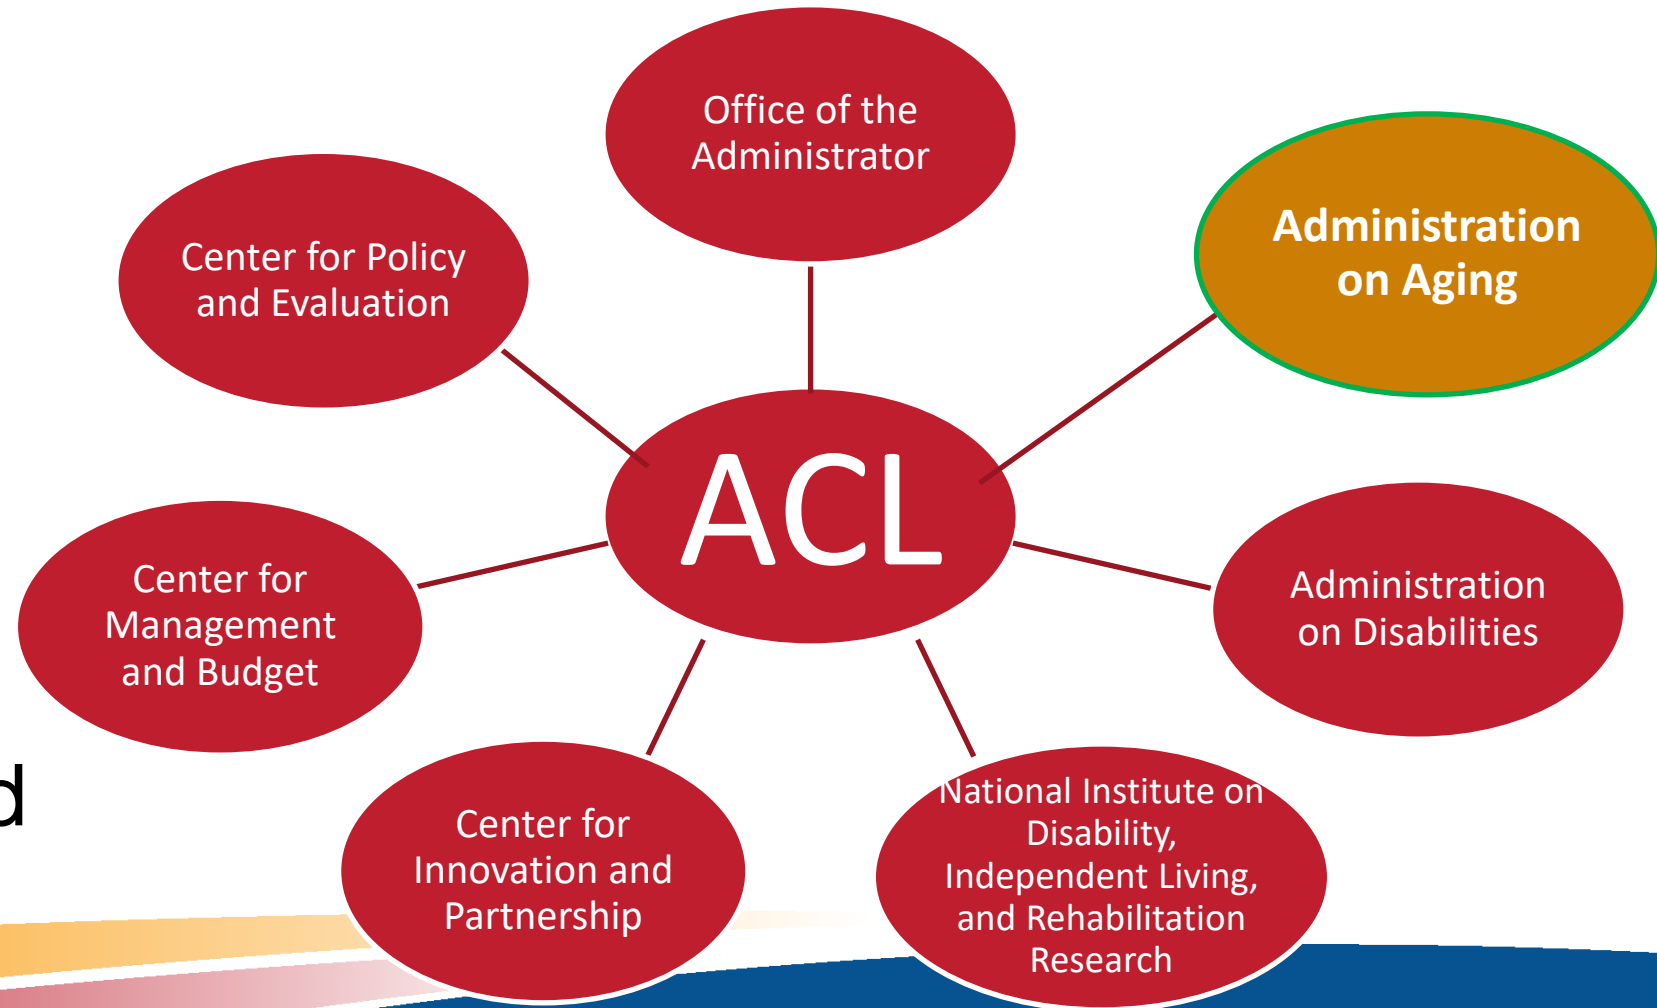 Office of the
Administrator
Administration
on Aging
Center for Policy
and Evaluation
ACL
Center for
Management
and Budget
Administration
on Disabilities
Center for
Innovation and
Partnership
National Institute on
Disability,
Independent Living,
and Rehabilitation
Research